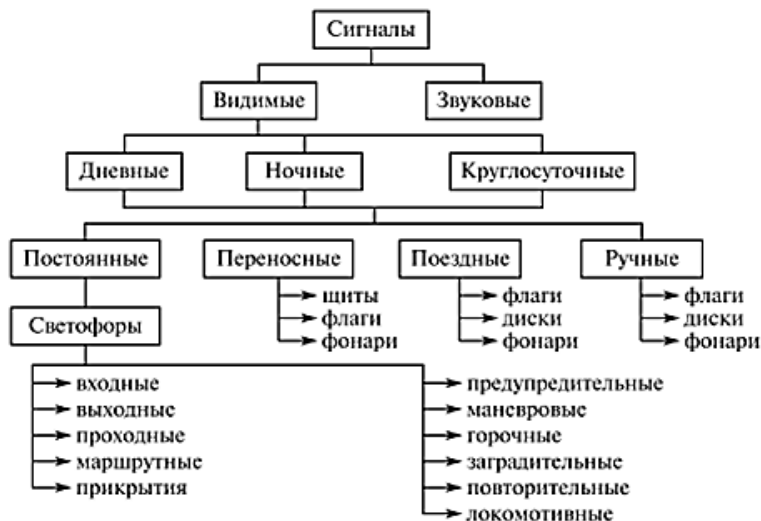 Сигналы
Видимые
Звуковые
Дневные
Ночные
Круглосуточные
Постоянные
Переносные
Поездные
Ручные
щиты
флаги
фонари
флаги
диски
фонари
флаги
диски
фонари
Светофоры
входные
выходные
проходные
маршрутные
прикрытия
предупредительные
маневровые
горочные
заградительные
повторительные
локомотивные